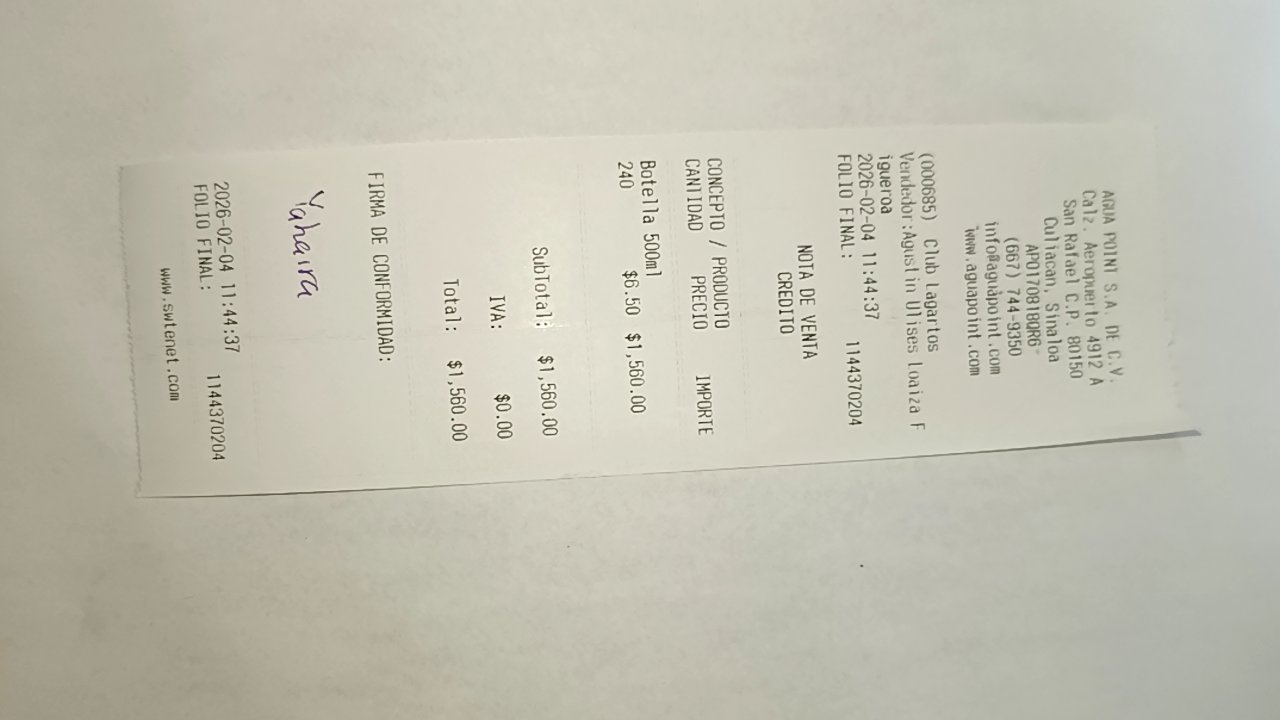 AGUA POINT S.A. DE C.V.
Calz. Aeropuerto 4912 A
San Rafael C.P. 80150
Culiacan, Sinaloa
APO170818QR6
(667) 744-9350
info@aguapoint.com
www.aguapoint.com
(000685) Club Lagartos
Vendedor:Agustin Ulises Loaiza F
igueroa
2026-02-04 11:44:37
FOLIO FINAL: 1144370204
NOTA DE VENTA
CREDITO
CONCEPTO / PRODUCTO
CANTIDAD PRECIO IMPORTE
Botella 500ml
240 $6.50 $1,560.00
SubTotal: $1,560.00
IVA: $0.00
Total: $1,560.00
FIRMA DE CONFORMIDAD:
Yahaira
2026-02-04 11:44:37
FOLIO FINAL: 1144370204
www.swtenet.com